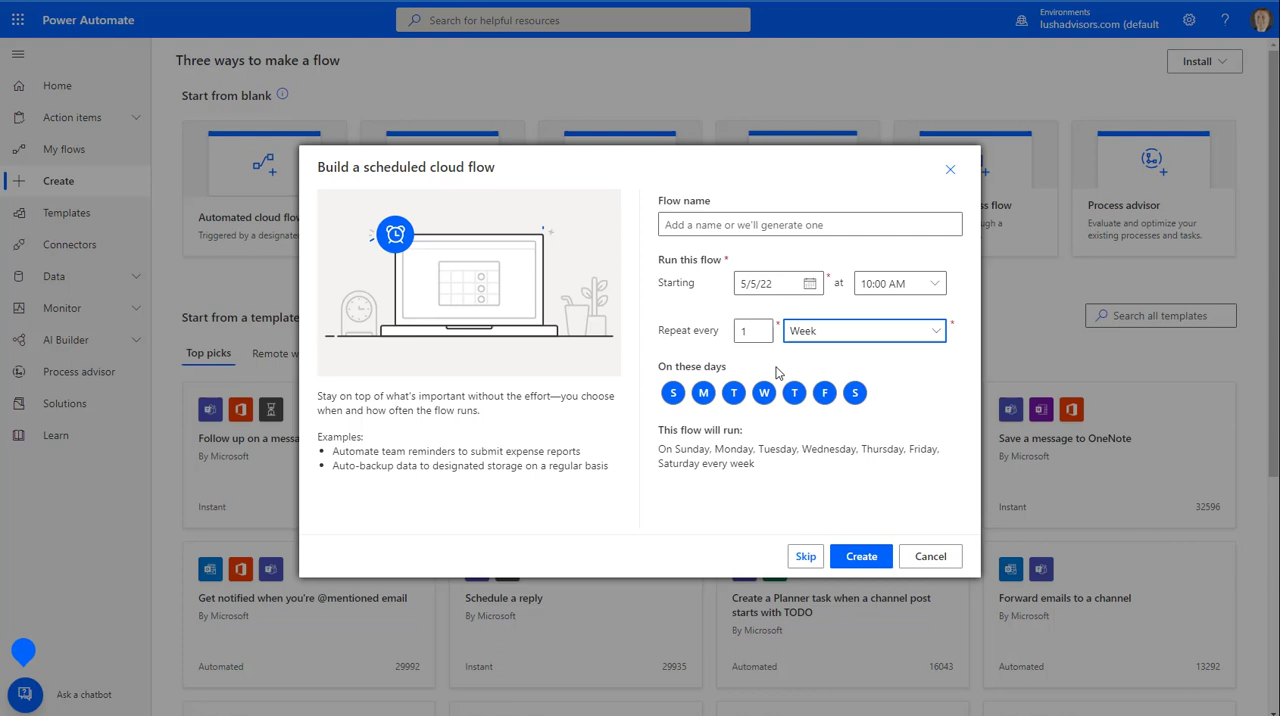 Power Automate
Search for helpful resources
Environments
lushadvisors.com (default
?
Three ways to make a flow
Install
Home
Start from blank
Action items
My flows
Create
Templates
Connectors
Data
Monitor
AI Builder
Process advisor
Solutions
Learn
Automated cloud flo
Triggered by a designate
ss flow
through a
Process advisor
Evaluate and optimize your
existing processes and tasks.
Build a scheduled cloud flow
Stay on top of what's important without the effort—you choose
when and how often the flow runs.
Examples:
• Automate team reminders to submit expense reports
• Auto-backup data to designated storage on a regular basis
Flow name
Add a name or we'll generate one
Run this flow *
Starting 5/5/22 * at 10:00 AM
Repeat every 1 * Week *
On these days
S M T W T F S
This flow will run:
On Sunday, Monday, Tuesday, Wednesday, Thursday, Friday,
Saturday every week
Skip Create Cancel
Start from a template
Search all templates
Top picks Remote w
Follow up on a messa
By Microsoft
Instant
Save a message to OneNote
By Microsoft
Instant 32596
Get notified when you're @mentioned email
By Microsoft
Automated 29992
Schedule a reply
By Microsoft
Instant 29935
Create a Planner task when a channel post
starts with TODO
By Microsoft
Automated 16043
Forward emails to a channel
By Microsoft
Automated 13292
Ask a chatbot